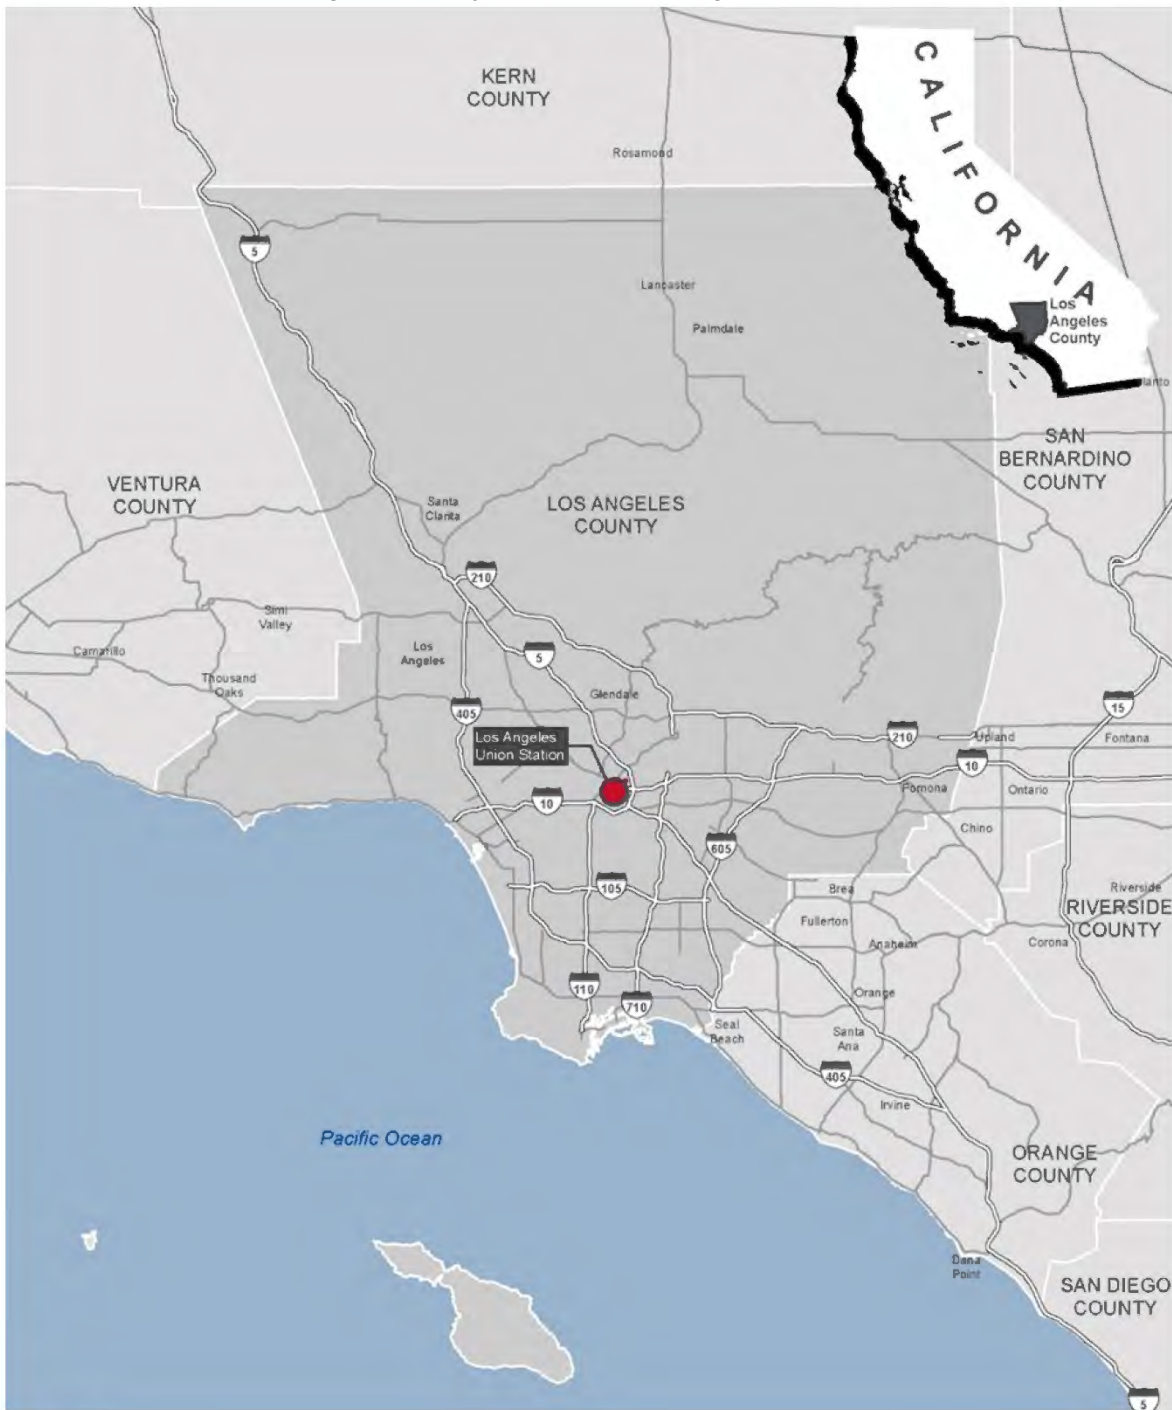 KERN
COUNTY
CALIFORNIA
Rosamond
5
Lancaster
Palmdale
Los
Angeles
County
SAN
BERNARDINO
COUNTY
VENTURA
COUNTY
Santa
Clarita
LOS ANGELES
COUNTY
210
Simi
Valley
Camarillo
Los
Angeles
5
Thousand
Oaks
Glendale
405
15
210
Upland
Fontana
Los Angeles
Union Station
10
10
Pomona
Ontario
Chino
605
105
Brea
Riverside
RIVERSIDE
COUNTY
Fullerton
Anaheim
Corona
110
710
Orange
Seal
Beach
Santa
Ana
405
Irvine
Pacific Ocean
ORANGE
COUNTY
Dana
Point
SAN DIEGO
COUNTY
5